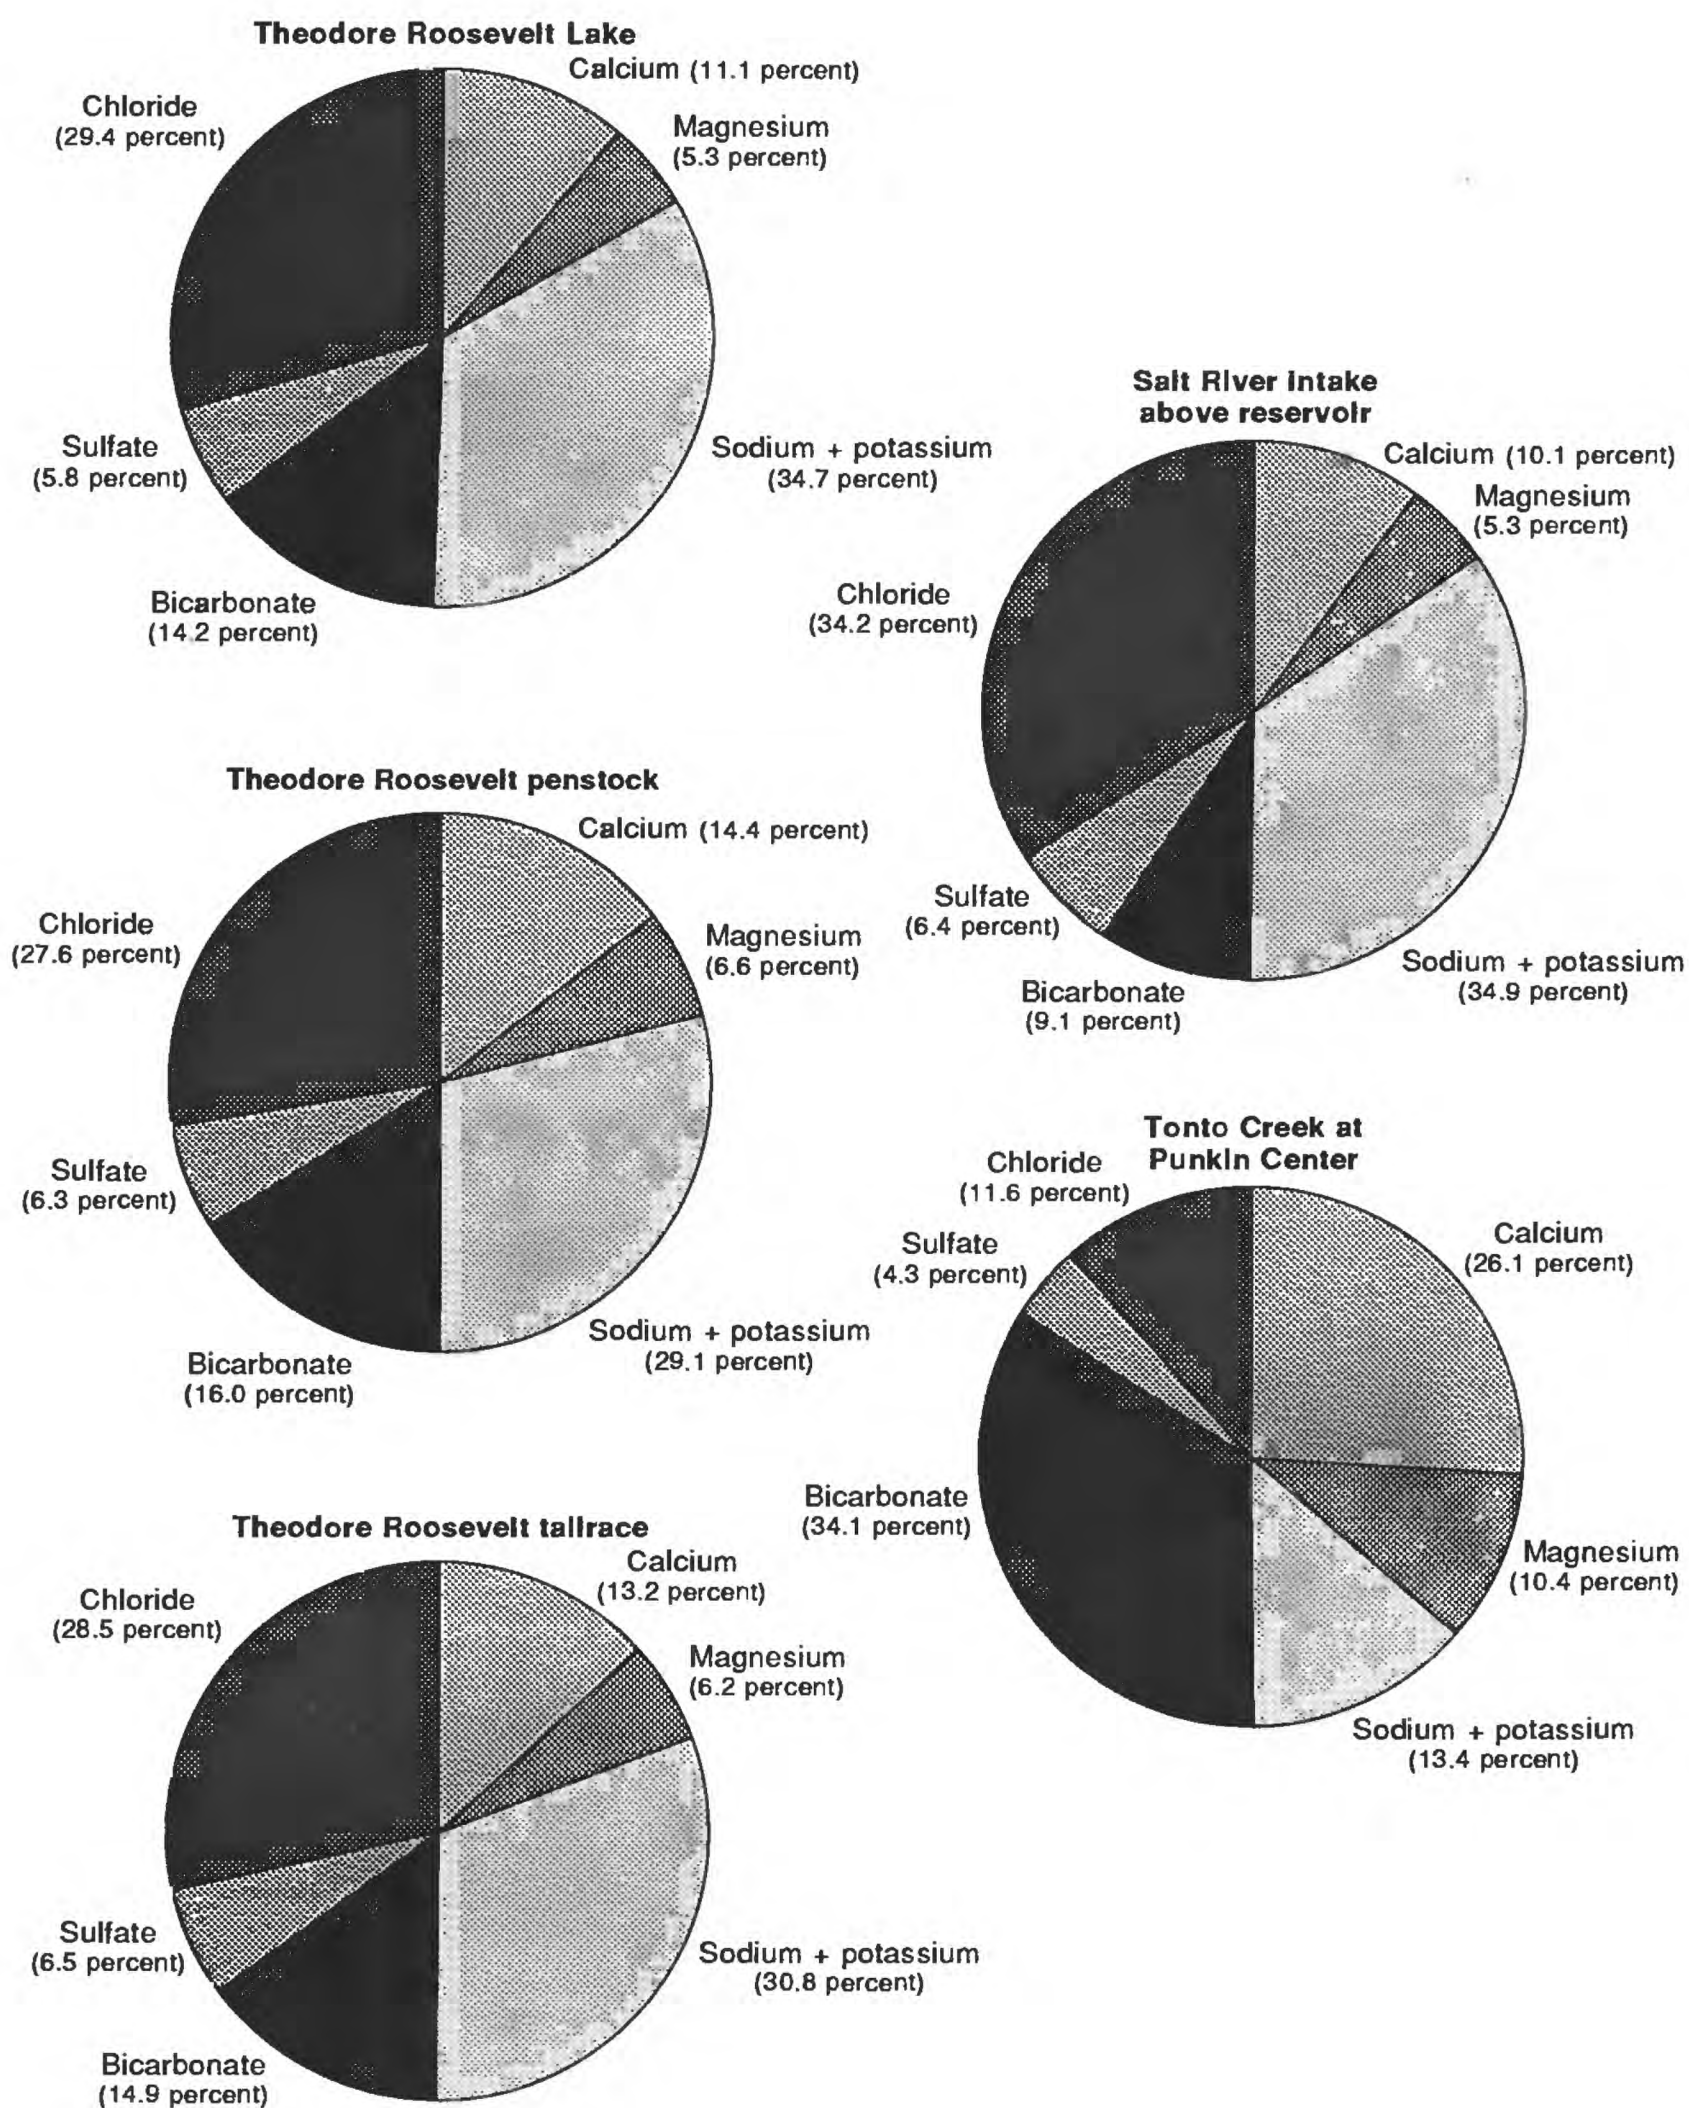 Theodore Roosevelt Lake
Calcium (11.1 percent)
Chloride
(29.4 percent)
Magnesium
(5.3 percent)
Sulfate
(5.8 percent)
Sodium + potassium
(34.7 percent)
Bicarbonate
(14.2 percent)
Salt River intake
above reservoir
Calcium (10.1 percent)
Magnesium
(5.3 percent)
Chloride
(34.2 percent)
Sulfate
(6.4 percent)
Sodium + potassium
(34.9 percent)
Bicarbonate
(9.1 percent)
Theodore Roosevelt penstock
Calcium (14.4 percent)
Chloride
(27.6 percent)
Magnesium
(6.6 percent)
Sulfate
(6.3 percent)
Sodium + potassium
(29.1 percent)
Bicarbonate
(16.0 percent)
Tonto Creek at
Punkin Center
Chloride
(11.6 percent)
Sulfate
(4.3 percent)
Calcium
(26.1 percent)
Bicarbonate
(34.1 percent)
Magnesium
(10.4 percent)
Sodium + potassium
(13.4 percent)
Theodore Roosevelt tailrace
Calcium
(13.2 percent)
Chloride
(28.5 percent)
Magnesium
(6.2 percent)
Sulfate
(6.5 percent)
Sodium + potassium
(30.8 percent)
Bicarbonate
(14.9 percent)